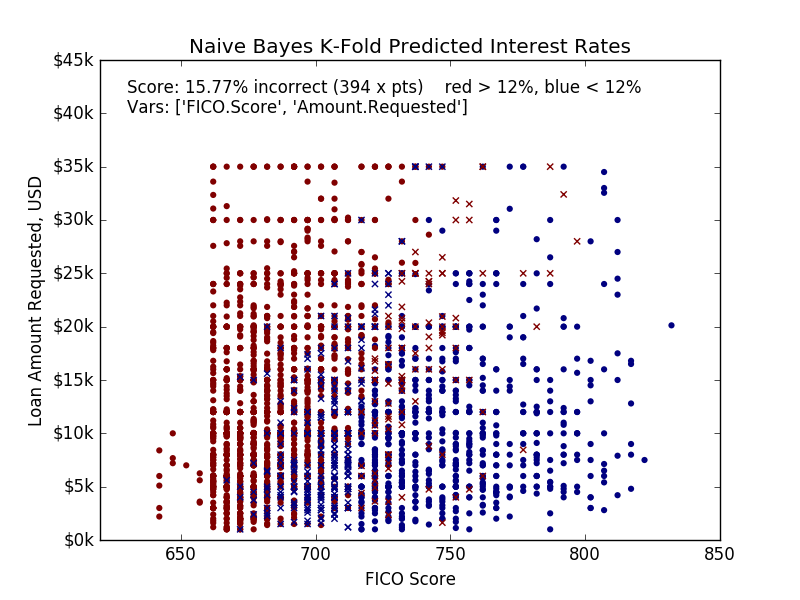 Naive Bayes K-Fold Predicted Interest Rates
$45k
Score: 15.77% incorrect (394 x pts) red > 12%, blue < 12%
Vars: ['FICO.Score', 'Amount.Requested']
$40k
$35k
$30k
$25k
$20k
$15k
$10k
$5k
$0k
Loan Amount Requested, USD
650 700 750 800 850
FICO Score